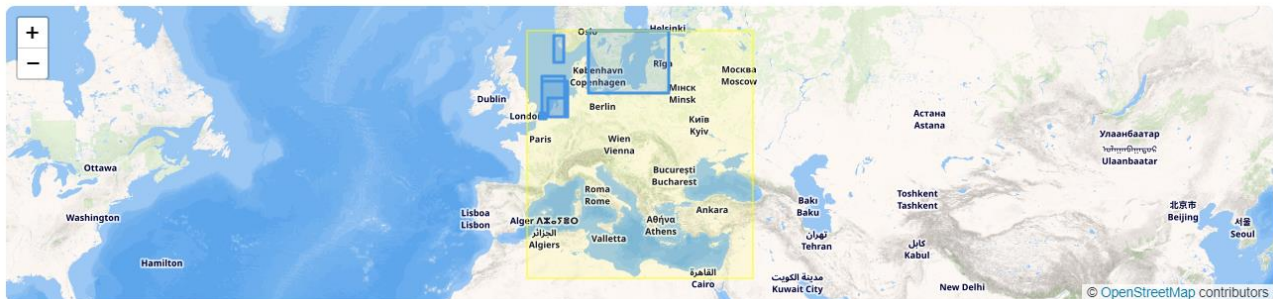 +
−
Oslo
Helsinki
København
Copenhagen
Rīga
Москва
Moscow
Мінск
Minsk
Dublin
London
Berlin
Київ
Kyiv
Paris
Wien
Vienna
Астана
Astana
Улаанбаатар
Ulaanbaatar
Ottawa
București
Bucharest
Roma
Rome
Toshkent
Tashkent
Washington
Lisboa
Lisbon
Alger
الجزائر
Algiers
Valletta
Αθήνα
Athens
Ankara
Bakı
Baku
北京市
Beijing
서울
Seoul
تهران
Tehran
کابل
Kabul
Hamilton
القاهرة
Cairo
مدينة الكويت
Kuwait City
New Delhi
© OpenStreetMap contributors